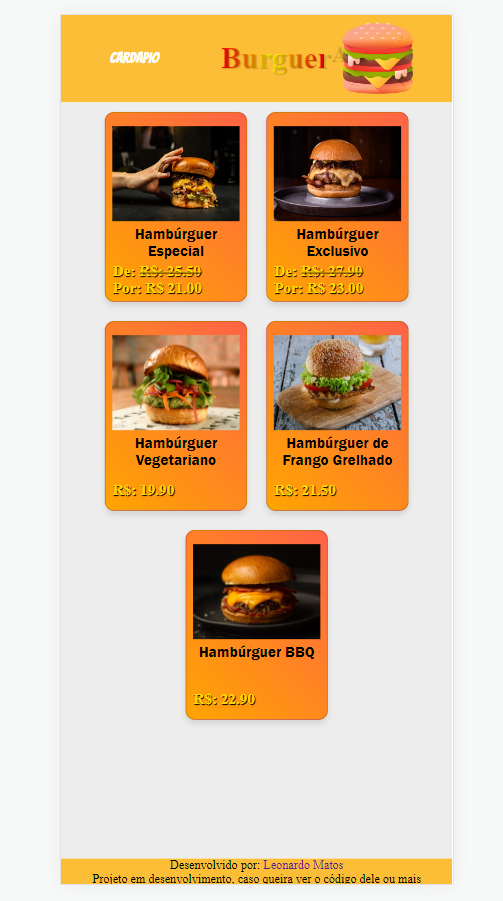 CARDAPIO
Burguer
Hambúrguer
Especial
De: R$: 25.50
Por: R$ 21.00
Hambúrguer
Exclusivo
De: R$: 27.90
Por: R$ 23.00
Hambúrguer
Vegetariano
R$: 19.90
Hambúrguer de
Frango Grelhado
R$: 21.50
Hambúrguer BBQ
R$: 22.90
Desenvolvido por: Leonardo Matos
Projeto em desenvolvimento, caso queira ver o código dele ou mais